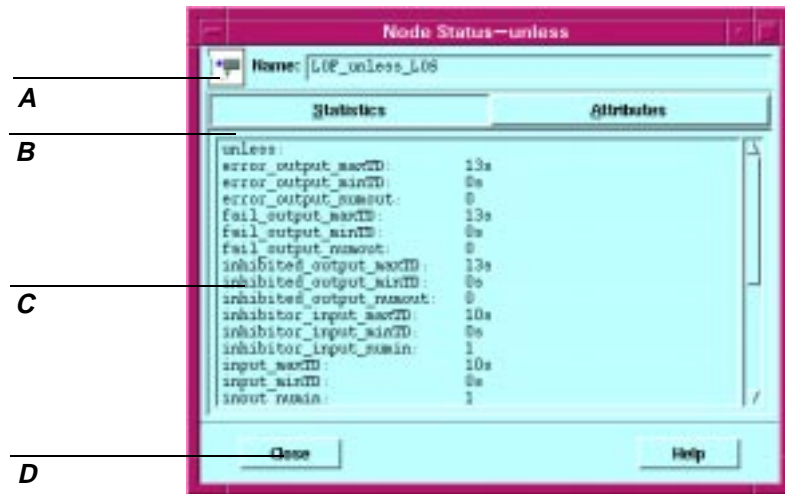 Node Status—unless
Name: LOF_unless_LOS
A
Statistics Attributes
B
unless:
error_output_maxTD: 13s
error_output_minTD: 0s
error_output_numout: 0
fail_output_maxTD: 13s
fail_output_minTD: 0s
fail_output_numout: 0
inhibited_output_maxTD: 13s
C
inhibited_output_minTD: 0s
inhibited_output_numout: 0
inhibitor_input_maxTD: 10s
inhibitor_input_minTD: 0s
inhibitor_input_numin: 1
input_maxTD: 10s
input_minTD: 0s
input_numin: 1
Close Help
D